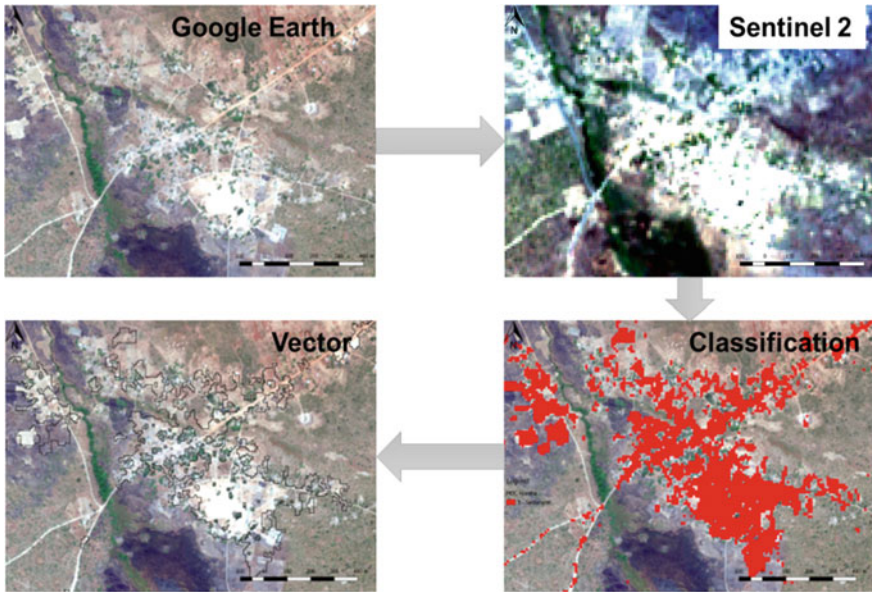 Google Earth
N
Sentinel 2
N
Vector
N
Classification
N